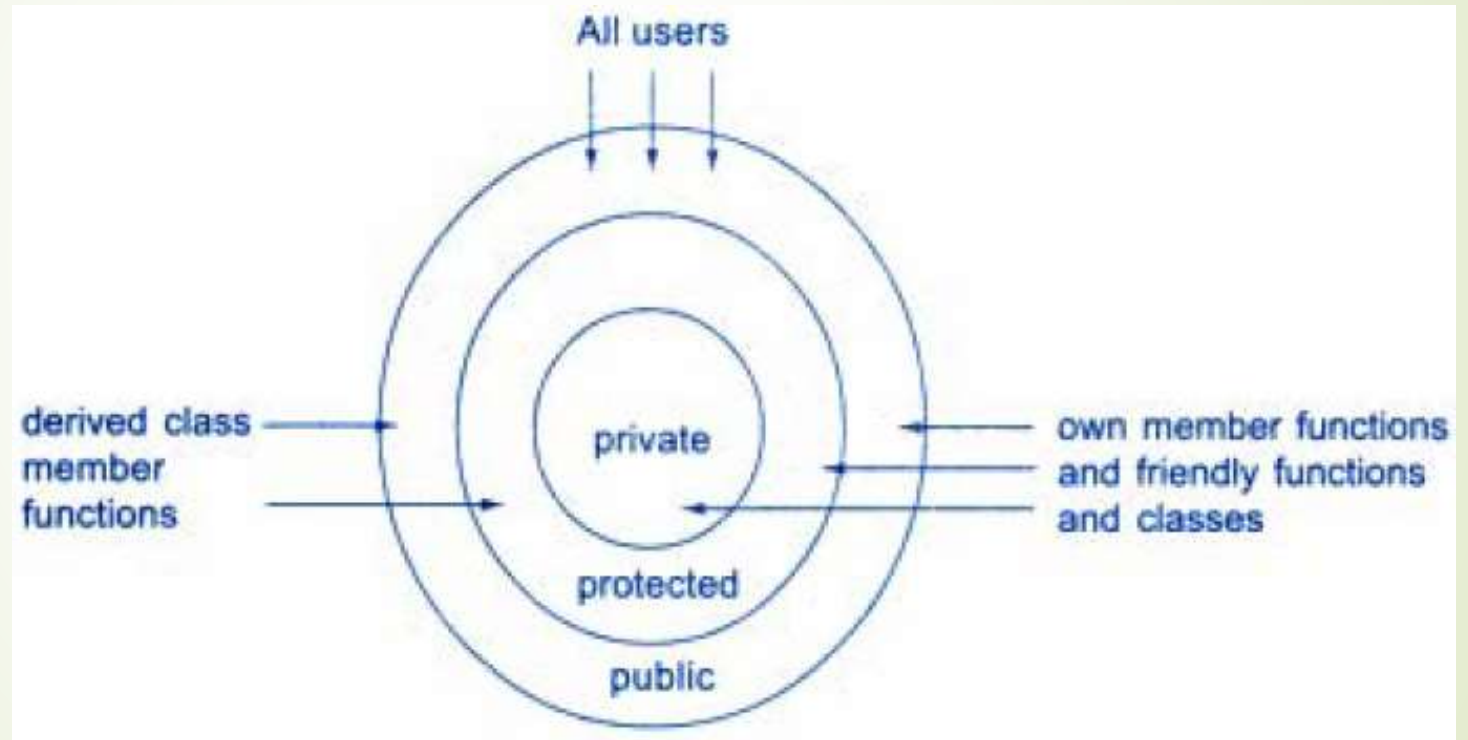 All users
derived class
member
functions
private
own member functions
and friendly functions
and classes
protected
public